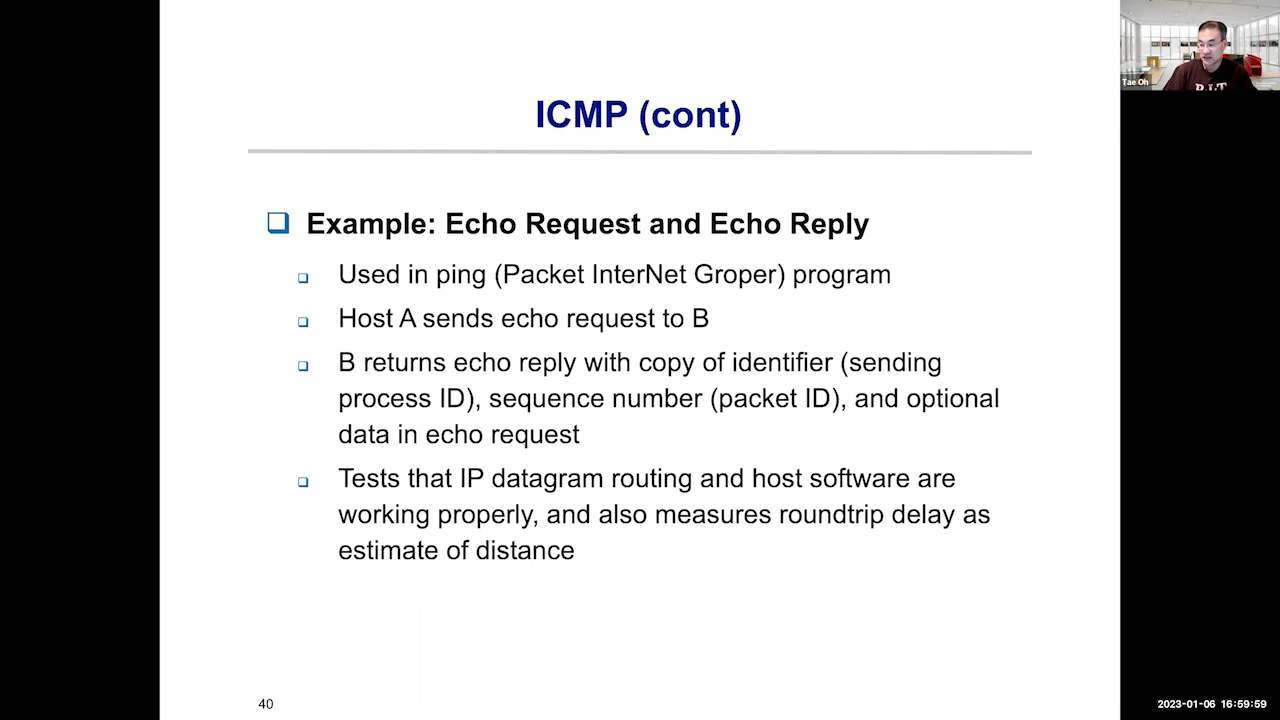 Tae Oh
R.I.T
ICMP (cont)
Example: Echo Request and Echo Reply
Used in ping (Packet InterNet Groper) program
Host A sends echo request to B
B returns echo reply with copy of identifier (sending
process ID), sequence number (packet ID), and optional
data in echo request
Tests that IP datagram routing and host software are
working properly, and also measures roundtrip delay as
estimate of distance
40
2023-01-06 16:59:59